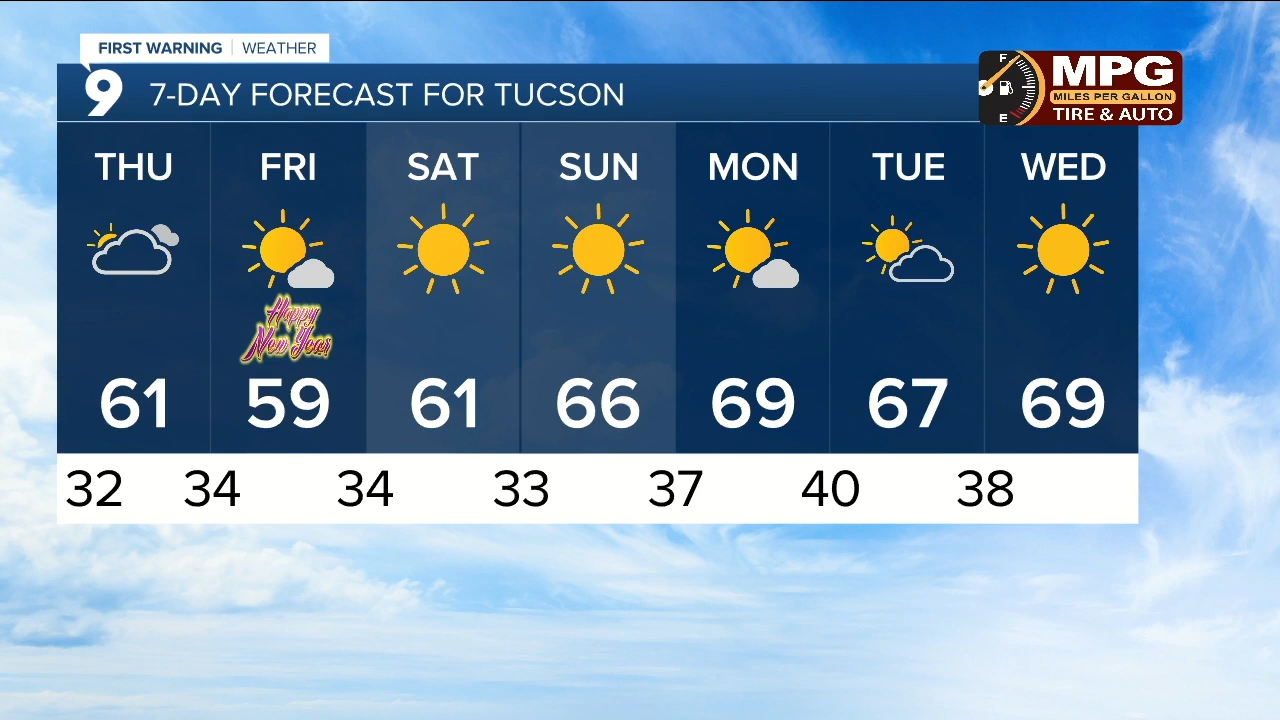 FIRST WARNING | WEATHER
9 7-DAY FORECAST FOR TUCSON
F
E
MPG
MILES PER GALLON
TIRE & AUTO
THU FRI SAT SUN MON TUE WED
Happy
New Year
61 59 61 66 69 67 69
32 34 34 33 37 40 38